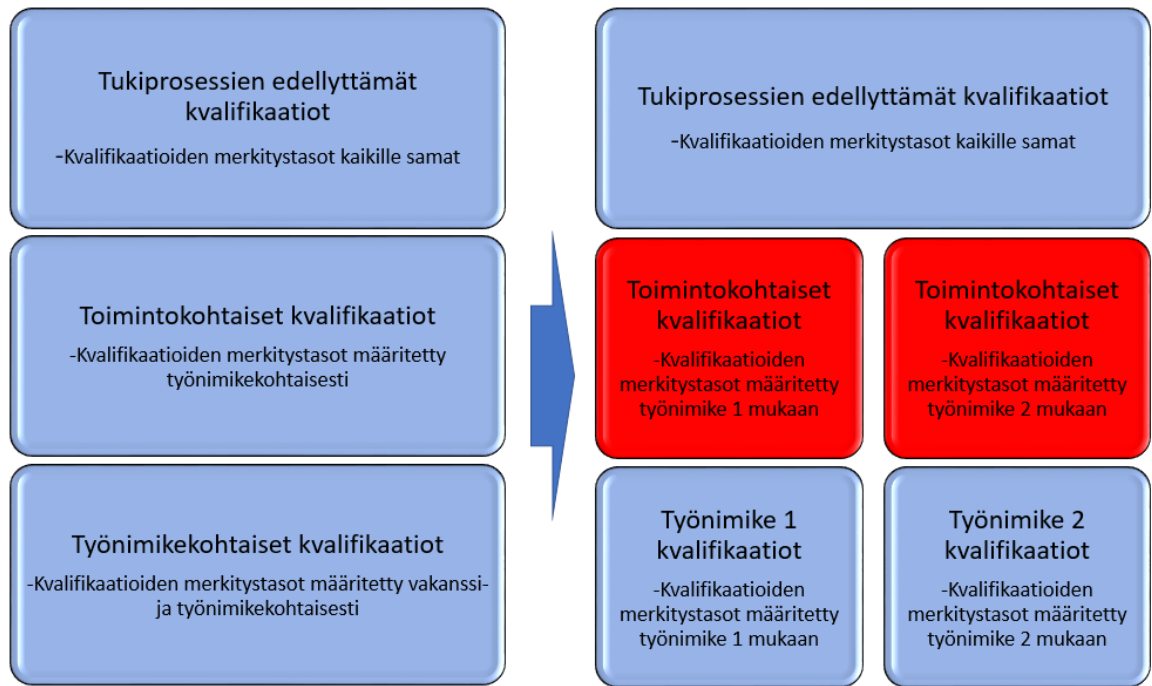 Tukiprosessien edellyttämät
kvalifikaatiot
-Kvalifikaatioiden merkitystasot kaikille samat
Toimintokohtaiset kvalifikaatiot
-Kvalifikaatioiden merkitystasot määritetty
työnimikekohtaisesti
Työnimikekohtaiset kvalifikaatiot
-Kvalifikaatioiden merkitystasot määritetty vakanssi-
ja työnimikekohtaisesti
Tukiprosessien edellyttämät kvalifikaatiot
-Kvalifikaatioiden merkitystasot kaikille samat
Toimintokohtaiset
kvalifikaatiot
-Kvalifikaatioiden
merkitystasot määritetty
työnimike 1 mukaan
Toimintokohtaiset
kvalifikaatiot
-Kvalifikaatioiden
merkitystasot määritetty
työnimike 2 mukaan
Työnimike 1
kvalifikaatiot
-Kvalifikaatioiden
merkitystasot määritetty
työnimike 1 mukaan
Työnimike 2
kvalifikaatiot
-Kvalifikaatioiden
merkitystasot määritetty
työnimike 2 mukaan